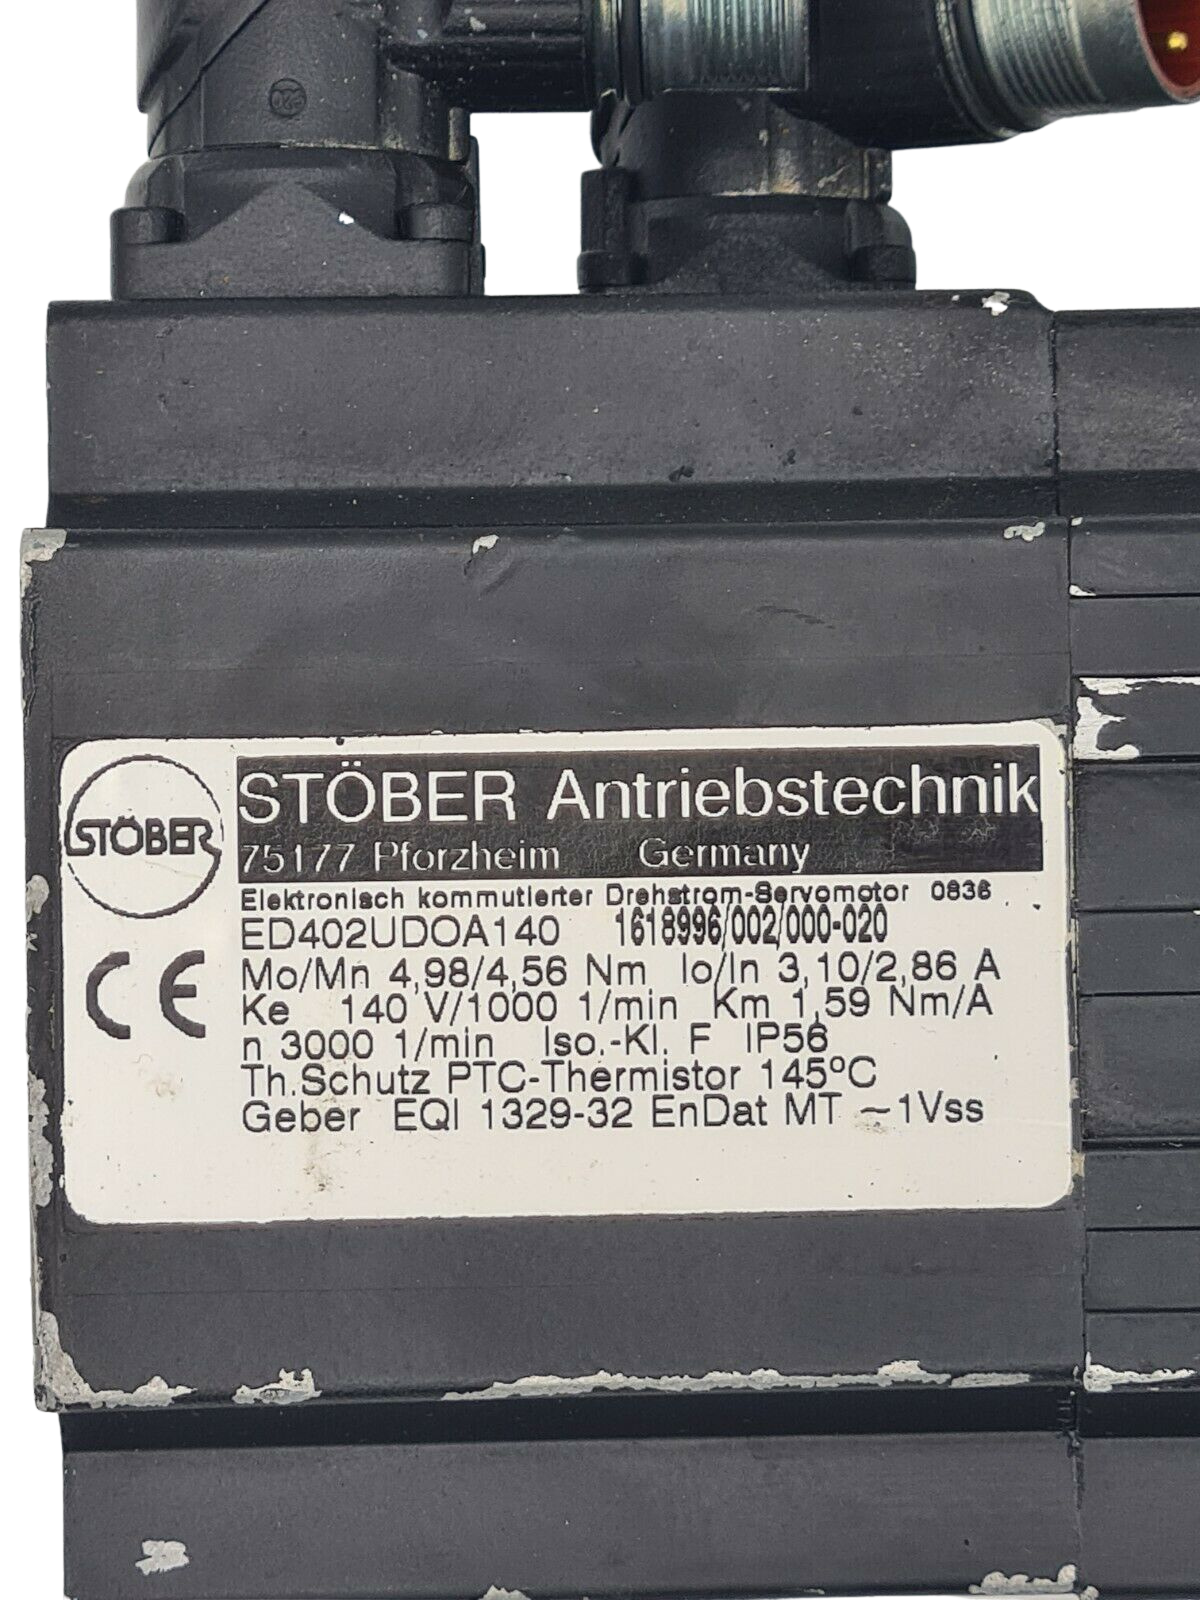 STÖBER
STÖBER Antriebstechnik
75177 Pforzheim Germany
Elektronisch kommutierter Drehstrom-Servomotor 0836
ED402UDOA140 1618996/002/000-020
CE
Mo/Mn 4,98/4,56 Nm Io/In 3,10/2,86 A
Ke 140 V/1000 1/min Km 1,59 Nm/A
n 3000 1/min Iso.-Kl. F IP56
Th.Schutz PTC-Thermistor 145°C
Geber EQI 1329-32 EnDat MT ~1Vss